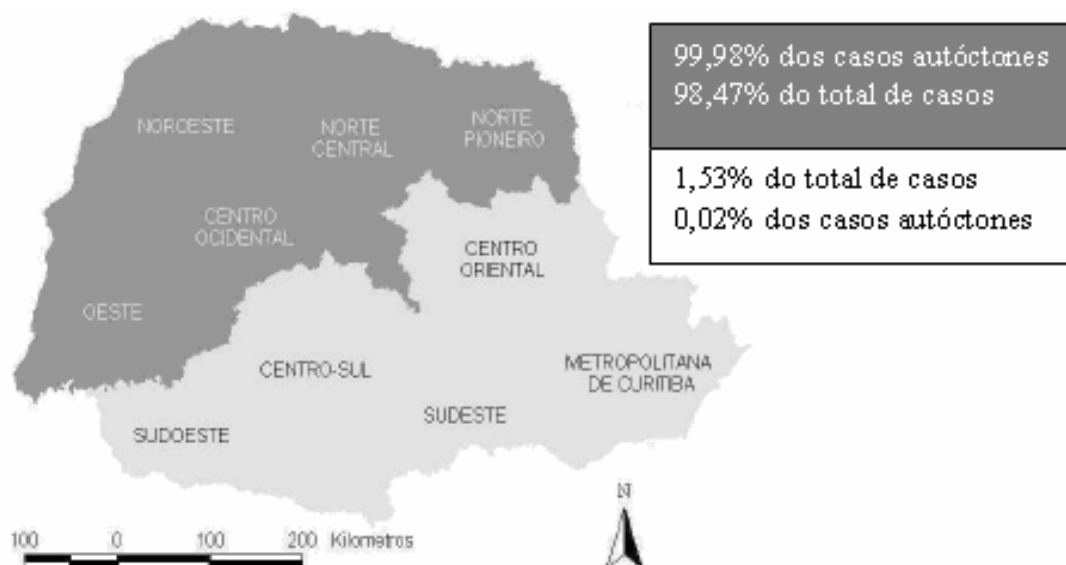 99,98% dos casos autóctones
98,47% do total de casos
1,53% do total de casos
0,02% dos casos autóctones
NOROESTE
NORTE
CENTRAL
NORTE
PIONEIRO
CENTRO
OCIDENTAL
CENTRO
ORIENTAL
OESTE
CENTRO-SUL
METROPOLITANA
DE CURITIBA
SUDOESTE
SUDESTE
N
100 0 100 200 Kilometros